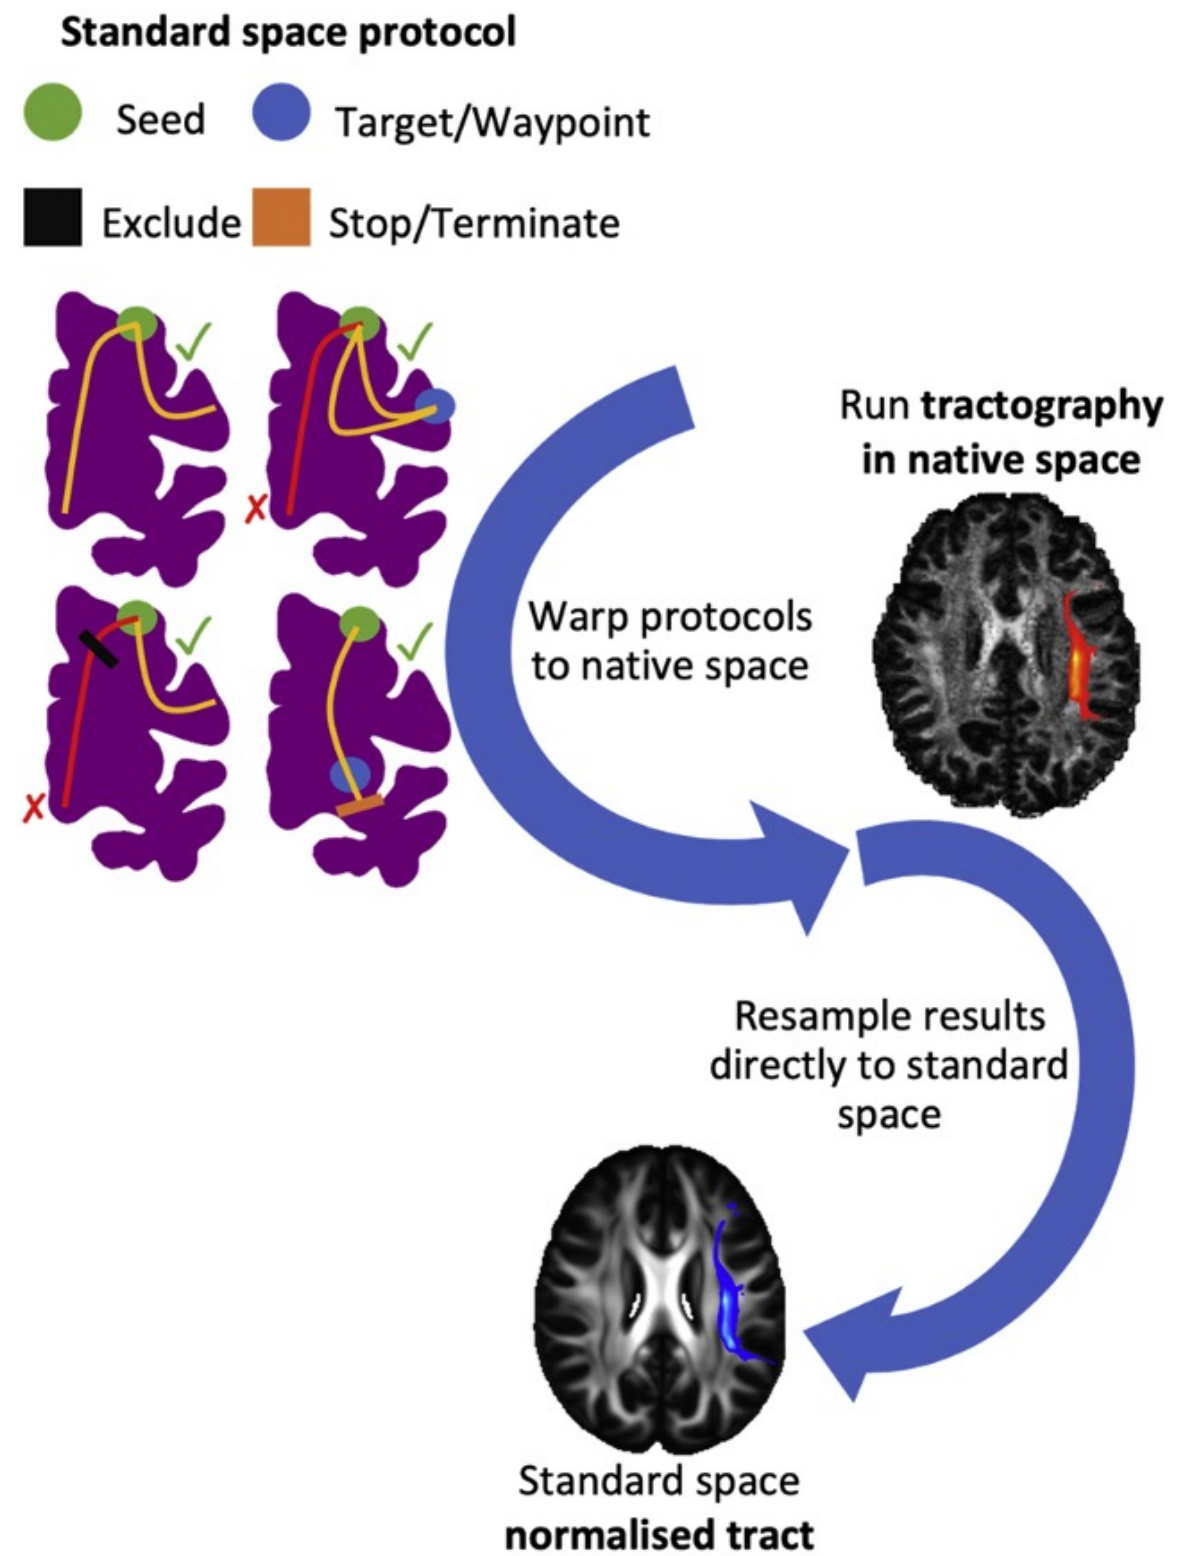 Standard space protocol
Seed
Target/Waypoint
Exclude
Stop/Terminate
Run tractography
in native space
Warp protocols
to native space
Resample results
directly to standard
space
Standard space
normalised tract